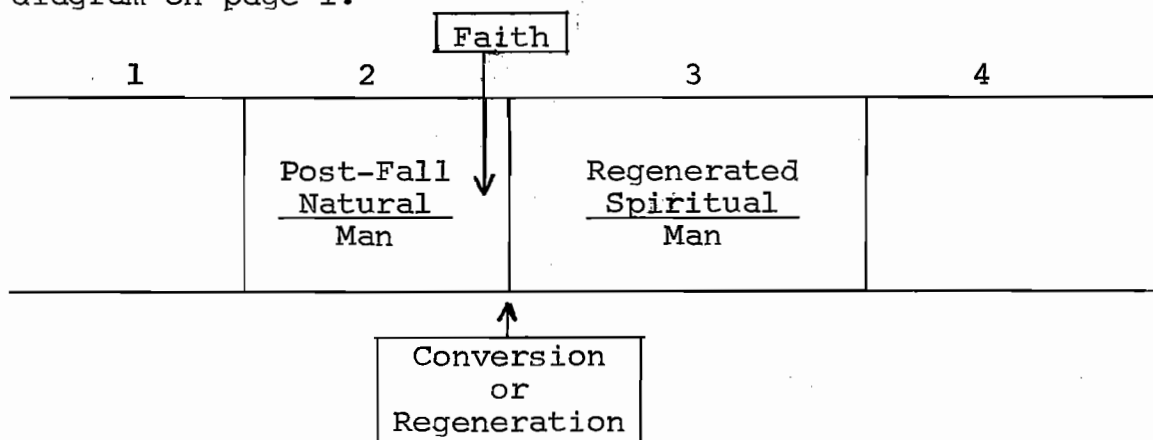 diagram on page 1.
Faith
1 2 3 4
Post-Fall Regenerated
Natural Spiritual
Man Man
Conversion
or
Regeneration